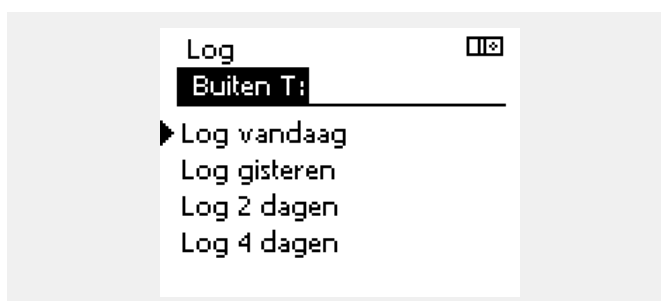 Log
Buiten T:
Log vandaag
Log gisteren
Log 2 dagen
Log 4 dagen